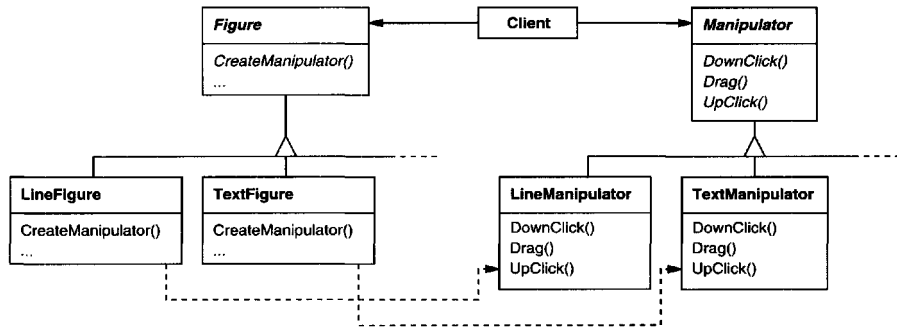 Figure
CreateManipulator()
...
Client
Manipulator
DownClick()
Drag()
UpClick()
LineFigure
CreateManipulator()
...
TextFigure
CreateManipulator()
...
LineManipulator
DownClick()
Drag()
UpClick()
TextManipulator
DownClick()
Drag()
UpClick()